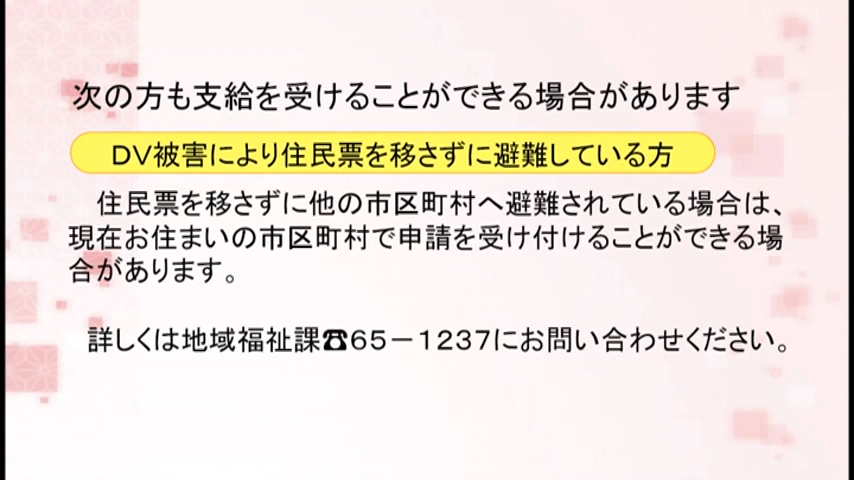 次の方も支給を受けることができる場合があります
ＤＶ被害により住民票を移さずに避難している方
住民票を移さずに他の市区町村へ避難されている場合は、
現在お住まいの市区町村で申請を受け付けることができる場
合があります。
詳しくは地域福祉課☎６５－１２３７にお問い合わせください。